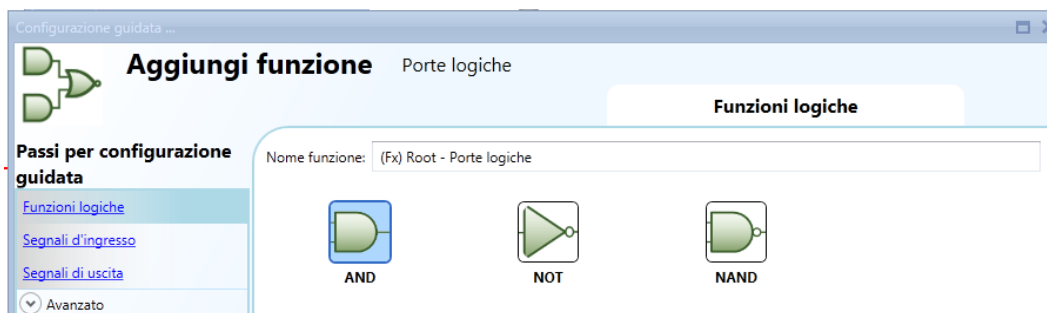 Configurazione guidata ...
Aggiungi funzione Porte logiche
Funzioni logiche
Passi per configurazione
guidata
Nome funzione: (Fx) Root - Porte logiche
Funzioni logiche
Segnali d'ingresso
Segnali di uscita
Avanzato
AND NOT NAND